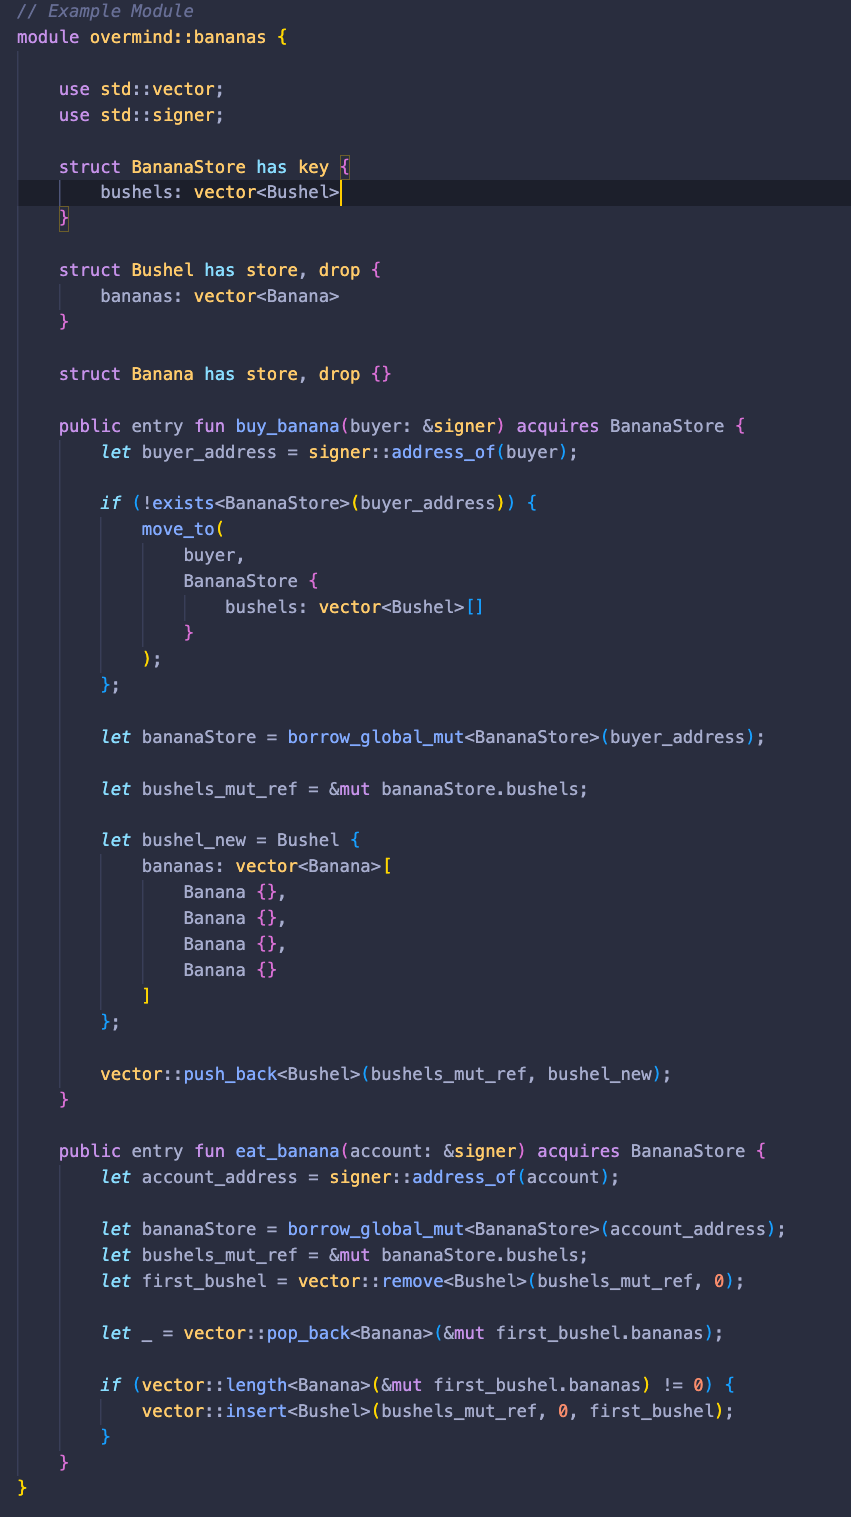 // Example Module
module overmind::bananas {
use std::vector;
use std::signer;
struct BananaStore has key {
bushels: vector<Bushel>
}
struct Bushel has store, drop {
bananas: vector<Banana>
}
struct Banana has store, drop {}
public entry fun buy_banana(buyer: &signer) acquires BananaStore {
let buyer_address = signer::address_of(buyer);
if (!exists<BananaStore>(buyer_address)) {
move_to(
buyer,
BananaStore {
bushels: vector<Bushel>[]
}
);
};
let bananaStore = borrow_global_mut<BananaStore>(buyer_address);
let bushels_mut_ref = &mut bananaStore.bushels;
let bushel_new = Bushel {
bananas: vector<Banana>[
Banana {},
Banana {},
Banana {},
Banana {}
]
};
vector::push_back<Bushel>(bushels_mut_ref, bushel_new);
}
public entry fun eat_banana(account: &signer) acquires BananaStore {
let account_address = signer::address_of(account);
let bananaStore = borrow_global_mut<BananaStore>(account_address);
let bushels_mut_ref = &mut bananaStore.bushels;
let first_bushel = vector::remove<Bushel>(bushels_mut_ref, 0);
let _ = vector::pop_back<Banana>(&mut first_bushel.bananas);
if (vector::length<Banana>(&mut first_bushel.bananas) != 0) {
vector::insert<Bushel>(bushels_mut_ref, 0, first_bushel);
}
}
}